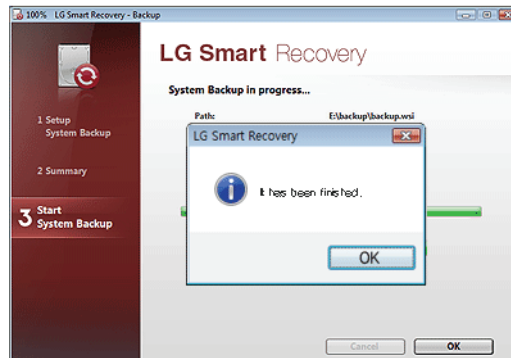 100% LG Smart Recovery - Backup
LG Smart Recovery
System Backup in progress...
1 Setup
System Backup
2 Summary
3 Start
System Backup
Path: E:\backup\backup.wsi
LG Smart Recovery
It has been finished.
OK
Cancel
OK